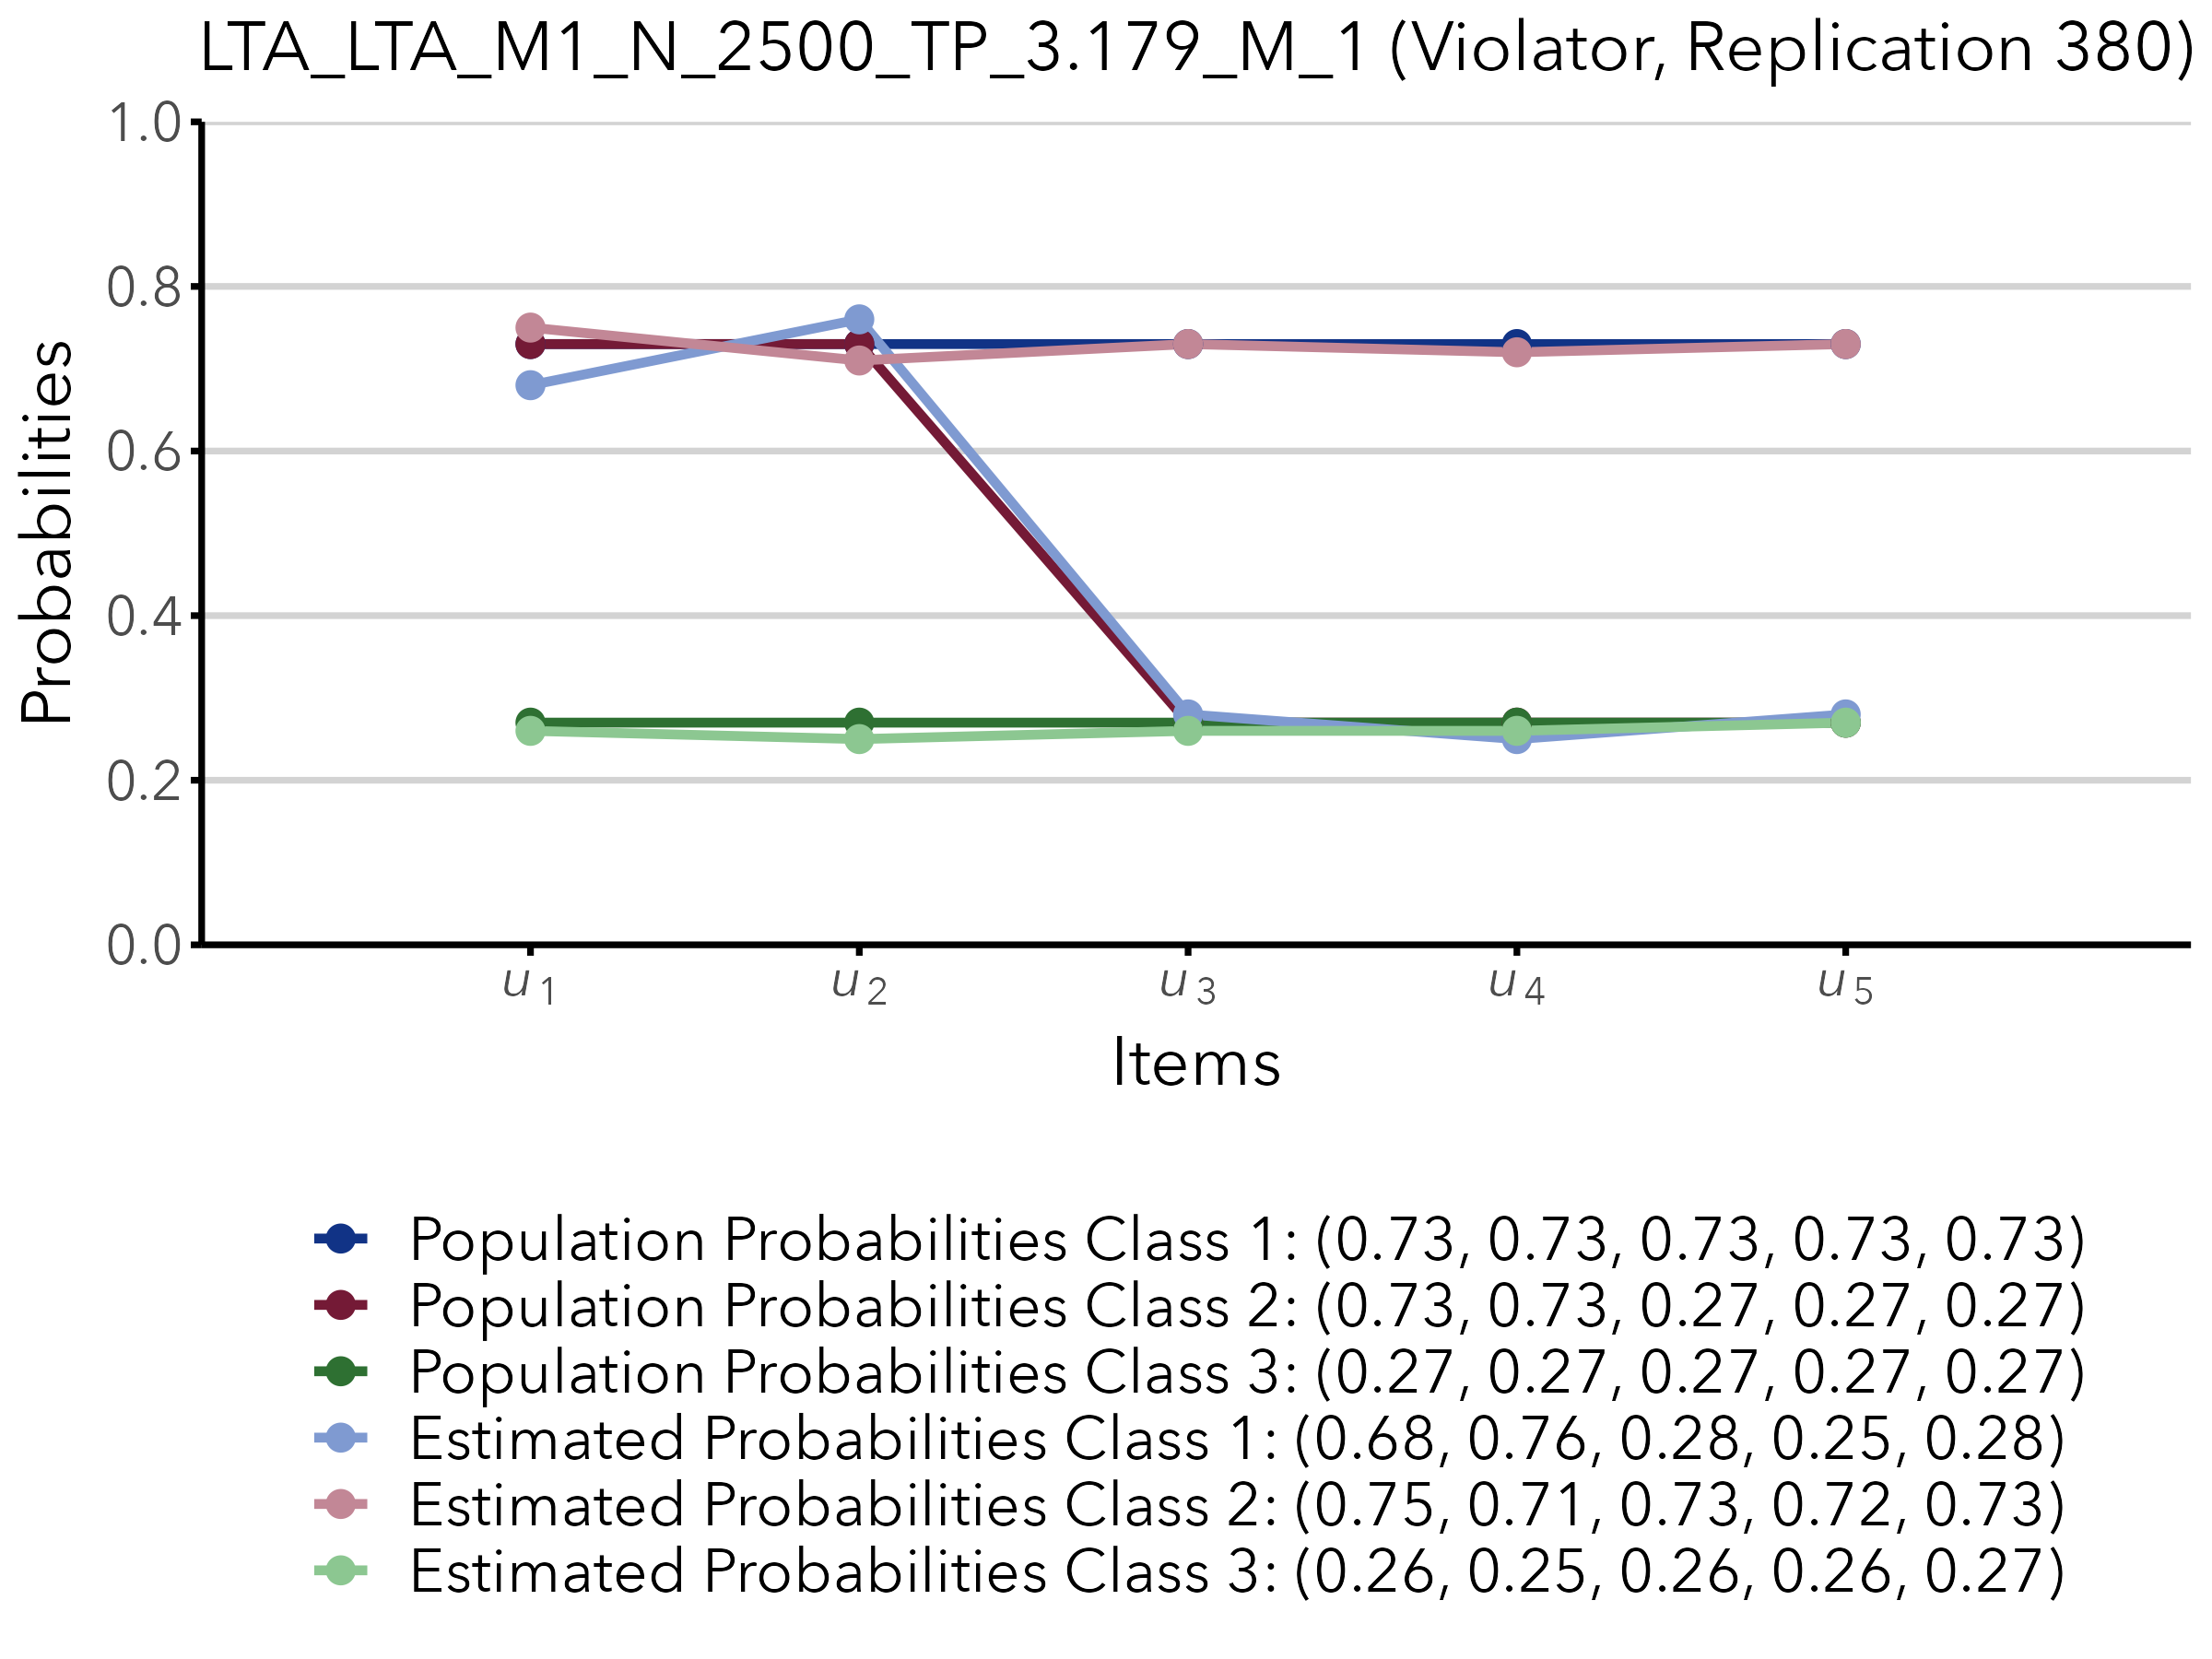 LTA_LTA_M1_N_2500_TP_3.179_M_1 (Violator, Replication 380)
1.0
0.8
0.6
0.4
0.2
0.0
Probabilities
u1 u2 u3 u4 u5
Items
Population Probabilities Class 1: (0.73, 0.73, 0.73, 0.73, 0.73)
Population Probabilities Class 2: (0.73, 0.73, 0.27, 0.27, 0.27)
Population Probabilities Class 3: (0.27, 0.27, 0.27, 0.27, 0.27)
Estimated Probabilities Class 1: (0.68, 0.76, 0.28, 0.25, 0.28)
Estimated Probabilities Class 2: (0.75, 0.71, 0.73, 0.72, 0.73)
Estimated Probabilities Class 3: (0.26, 0.25, 0.26, 0.26, 0.27)